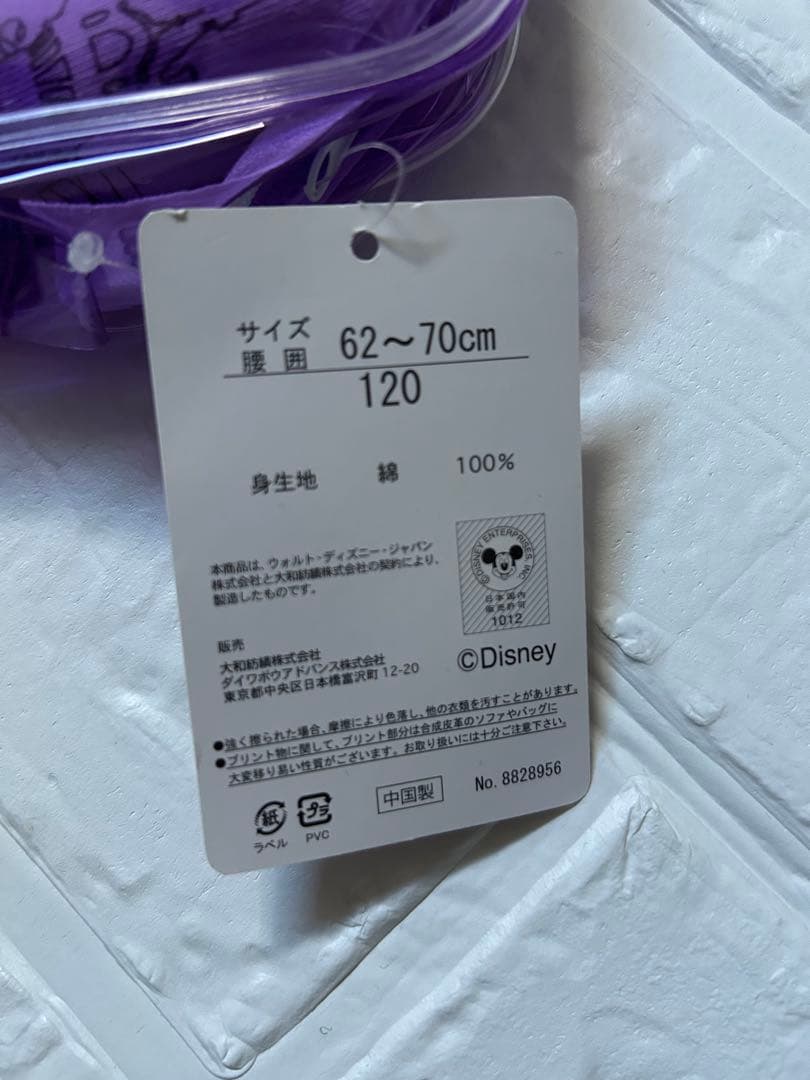 サイズ
腰囲 62～70cm
120
身生地 綿 100%
本商品は、ウォルト・ディズニー・ジャパン
株式会社と大和紡績株式会社の契約により、
製造したものです。
©DISNEY ENTERPRISES INC
日本国内
販売許可
1012
©Disney
販売
大和紡績株式会社
ダイワボウアドバンス株式会社
東京都中央区日本橋富沢町12-20
●強く擦られた場合、摩擦により色落し、他の衣類を汚すことがあります。
●プリント物に関して、プリント部分は合成皮革のソファやバッグに
大変移り易い性質がございます。お取り扱いには十分ご注意下さい。
紙
ラベル
プラ
PVC
中国製
No. 8828956